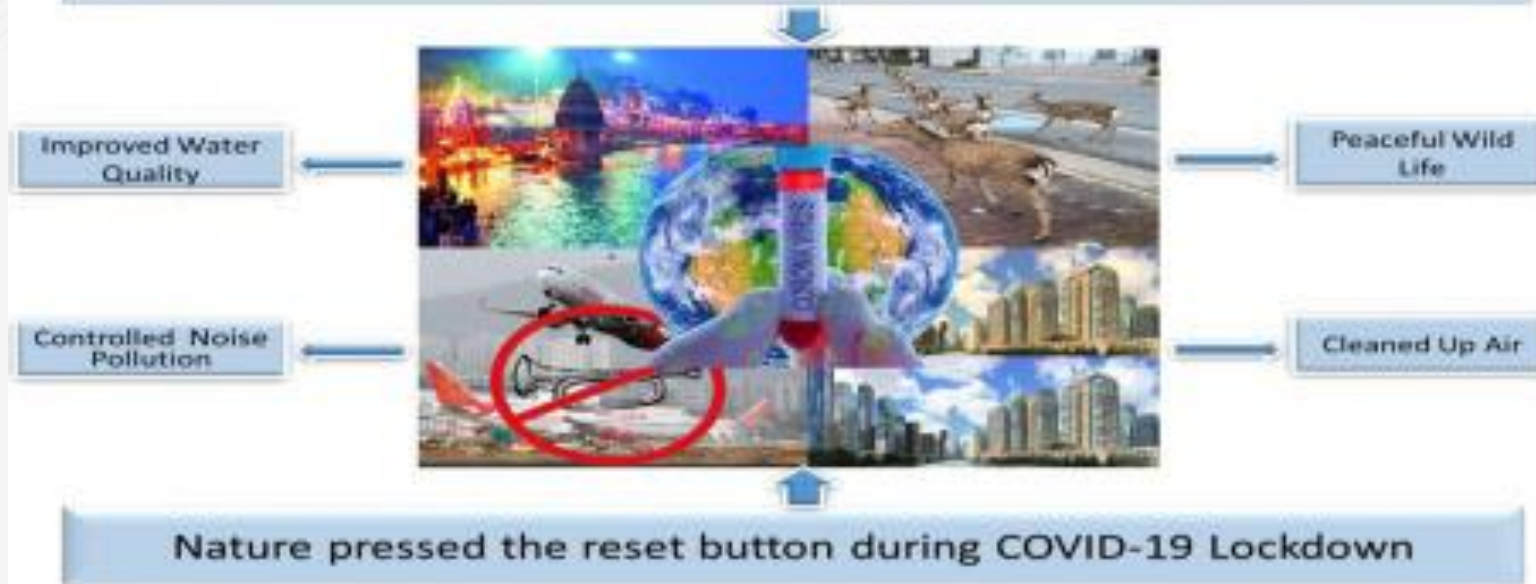 Improved Water
Quality
Peaceful Wild
Life
Controlled Noise
Pollution
Cleaned Up Air
Nature pressed the reset button during COVID-19 Lockdown